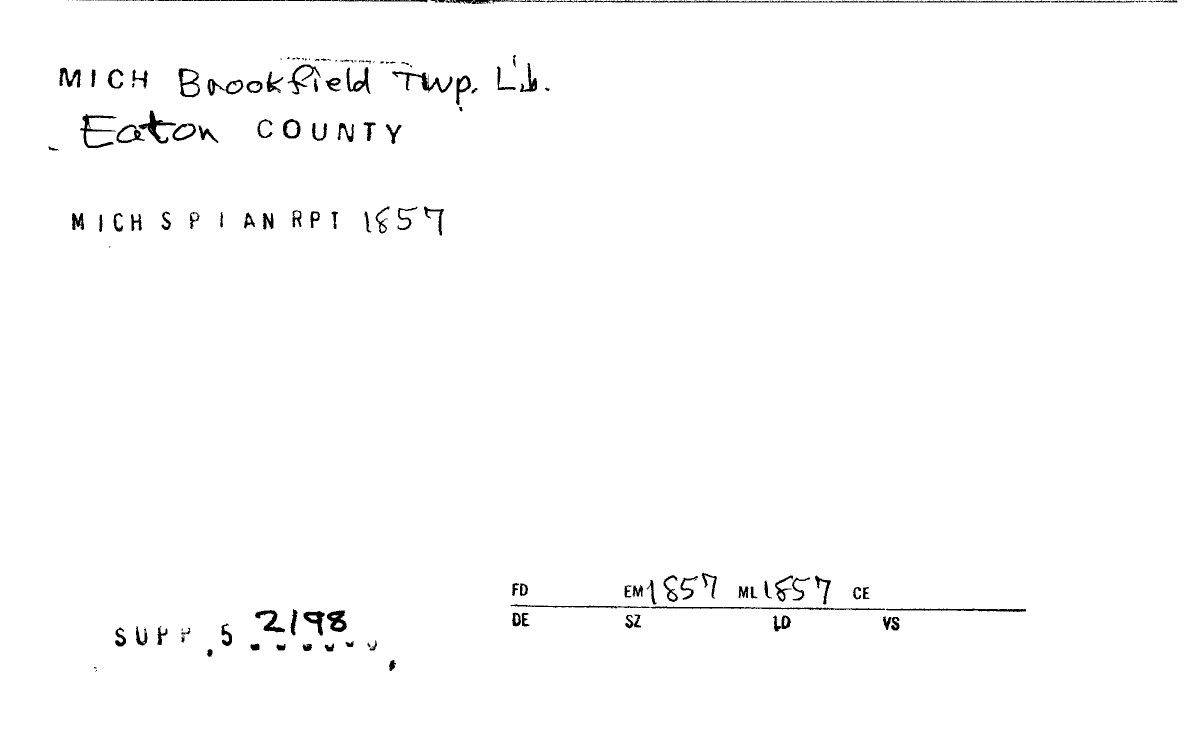 MICH Brookfield Twp. Lib.
Eaton COUNTY
MICH S P I AN RPT 1857
FD EM 1857 ML 1857 CE
DE SZ LD VS
SUPP. 5 2198